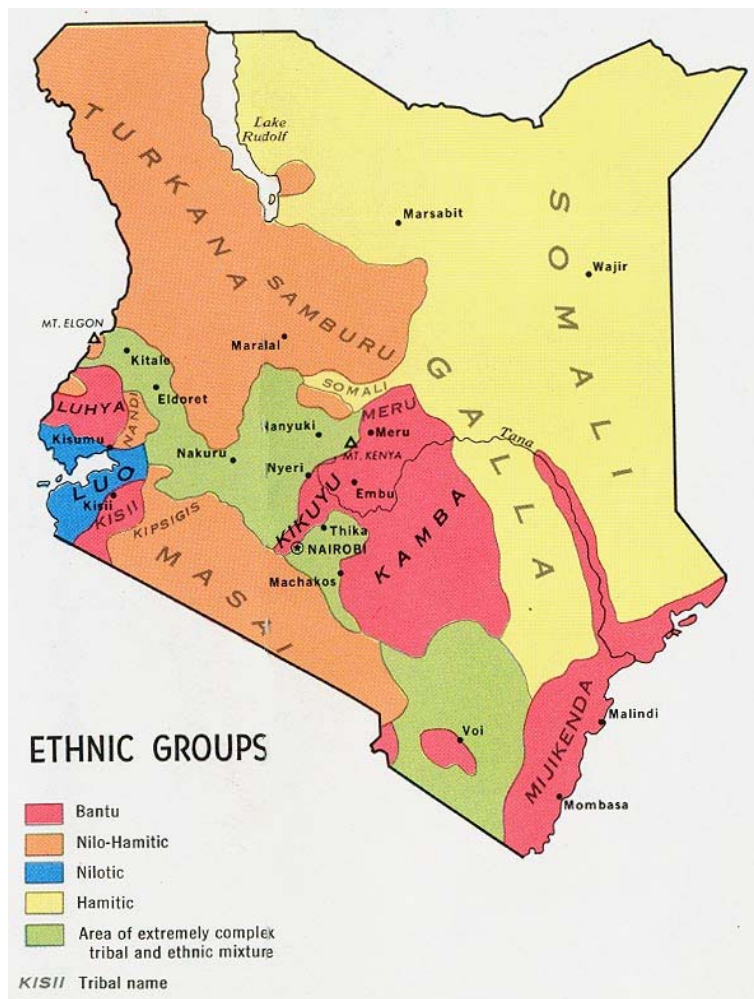 Lake
Rudolf
TURKANA
Marsabit
SOMALI
Wajir
SAMBURU
MT. ELGON
Maralal
Kitale
GALLA
SOMALI
Eldoret
LUHYA
NANDI
MERU
Nanyuki
Meru
Tana
Kisumu
MT. KENYA
Nakuru
Nyeri
LUO
Embu
Kisii
KISII
KIKUYU
KAMBA
KIPSIGIS
Thika
NAIROBI
MASAI
Machakos
MIJIKENDA
Malindi
Voi
Mombasa
ETHNIC GROUPS
Bantu
Nilo-Hamitic
Nilotic
Hamitic
Area of extremely complex
tribal and ethnic mixture
KISII Tribal name